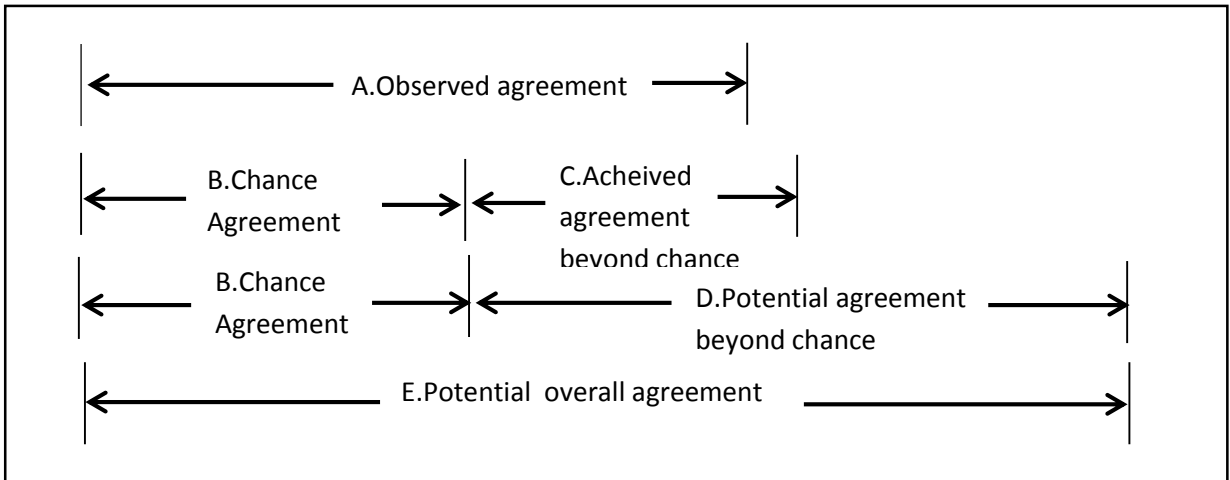 A.Observed agreement
B.Chance
Agreement
C.Acheived
agreement
beyond chance
B.Chance
Agreement
D.Potential agreement
beyond chance
E.Potential overall agreement